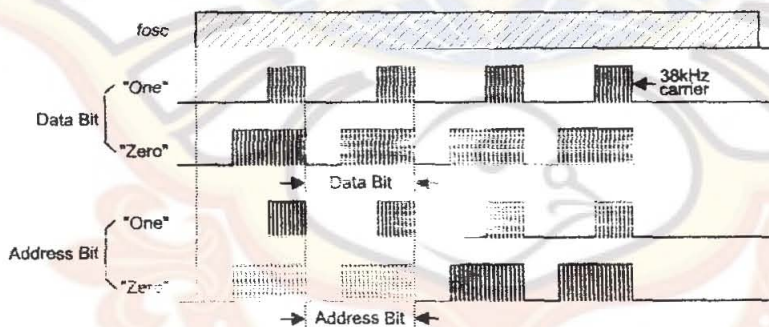 fosc
"One"
38kHz
carrier
Data Bit
"Zero"
Data Bit
"One"
Address Bit
"Zero"
Address Bit